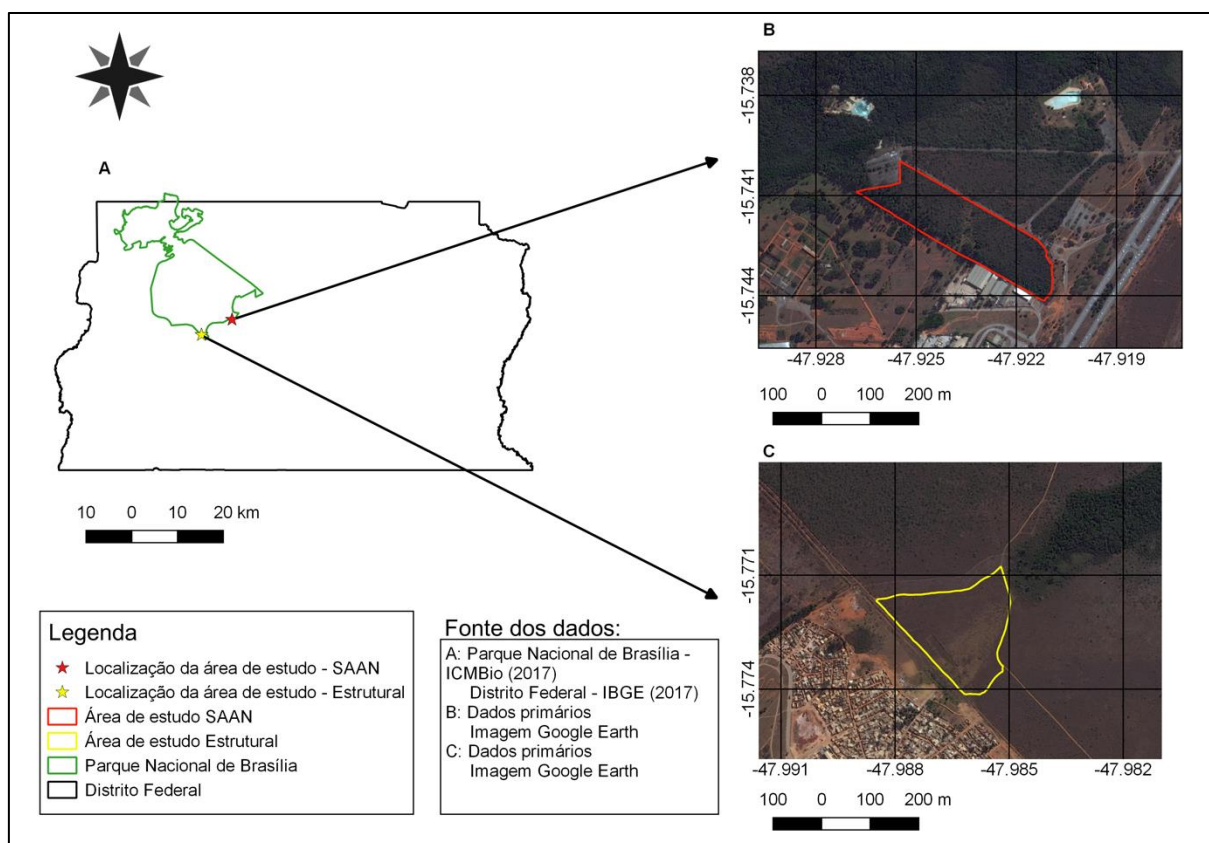 A
10 0 10 20 km
Legenda
Localização da área de estudo - SAAN
Localização da área de estudo - Estrutural
Área de estudo SAAN
Área de estudo Estrutural
Parque Nacional de Brasília
Distrito Federal
Fonte dos dados:
A: Parque Nacional de Brasília -
ICMBio (2017)
Distrito Federal - IBGE (2017)
B: Dados primários
Imagem Google Earth
C: Dados primários
Imagem Google Earth
B
-15.738
-15.741
-15.744
-47.928 -47.925 -47.922 -47.919
100 0 100 200 m
C
-15.771
-15.774
-47.991 -47.988 -47.985 -47.982
100 0 100 200 m